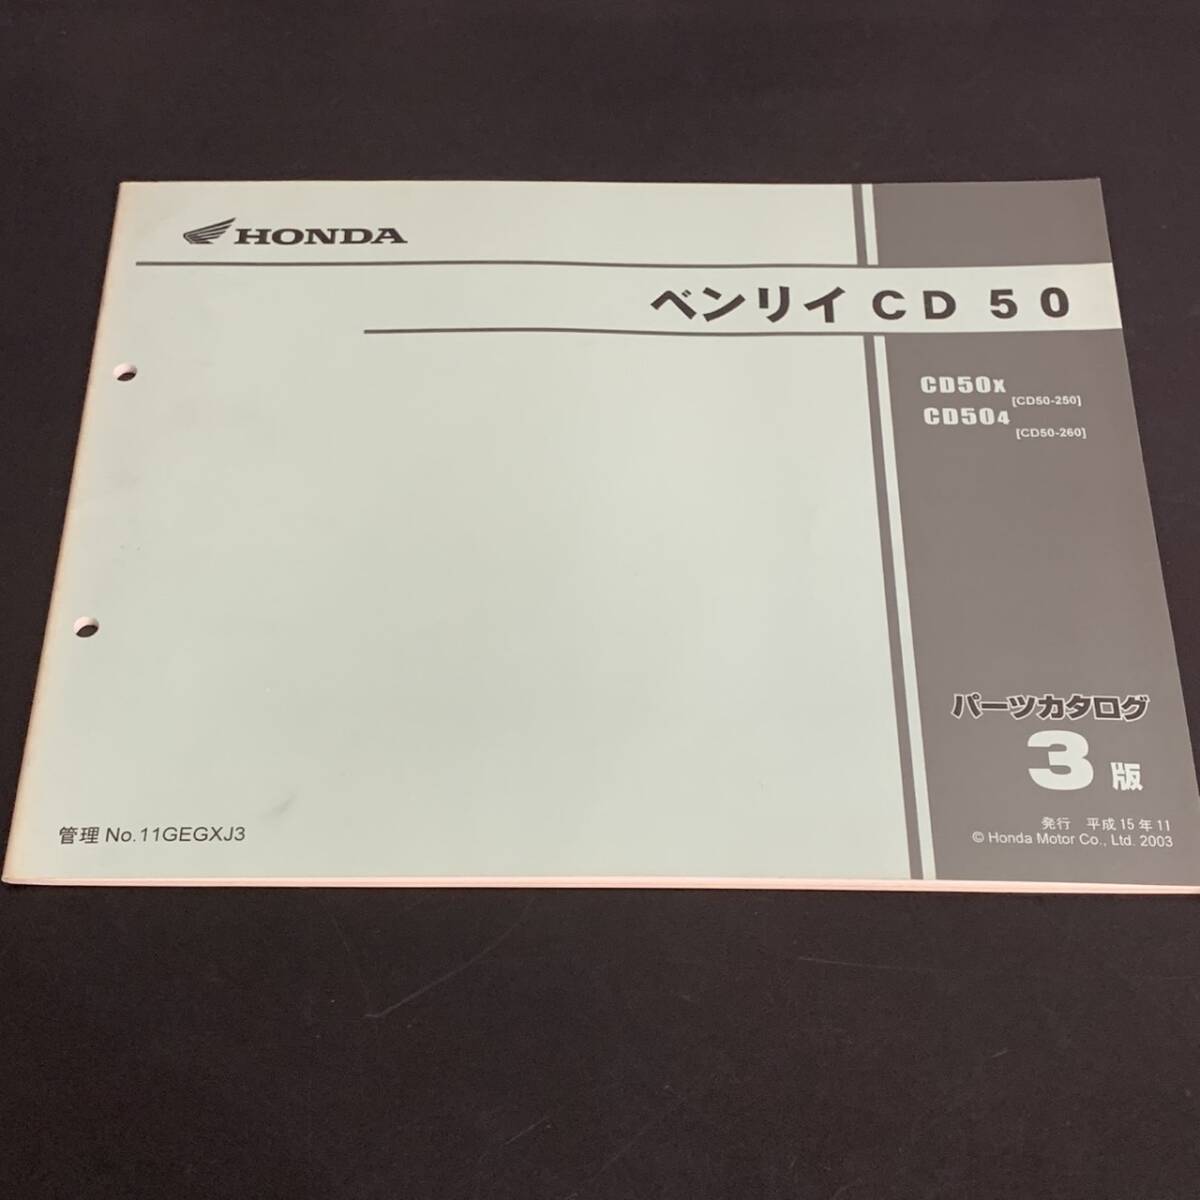 HONDA
ベンリイ CD 50
CD50X
[CD50-250]
CD504
[CD50-260]
パーツカタログ
3版
発行 平成15年11
© Honda Motor Co., Ltd. 2003
管理 No.11GEGXJ3